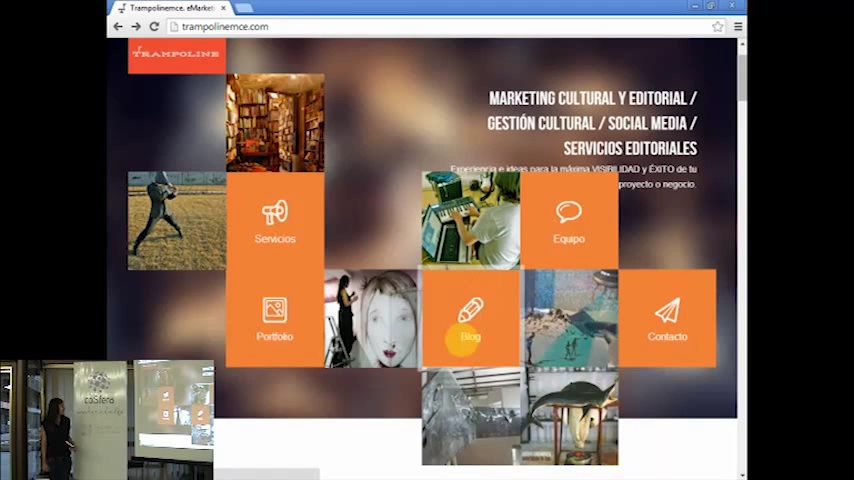 Trampolinemce. eMarketi
trampolinemce.com
TRAMPOLINE
MARKETING CULTURAL Y EDITORIAL /
GESTIÓN CULTURAL / SOCIAL MEDIA /
SERVICIOS EDITORIALES
Experiencia e ideas para la máxima VISIBILIDAD y ÉXITO de tu
proyecto o negocio.
Servicios
Equipo
Portfolio
Blog
Contacto